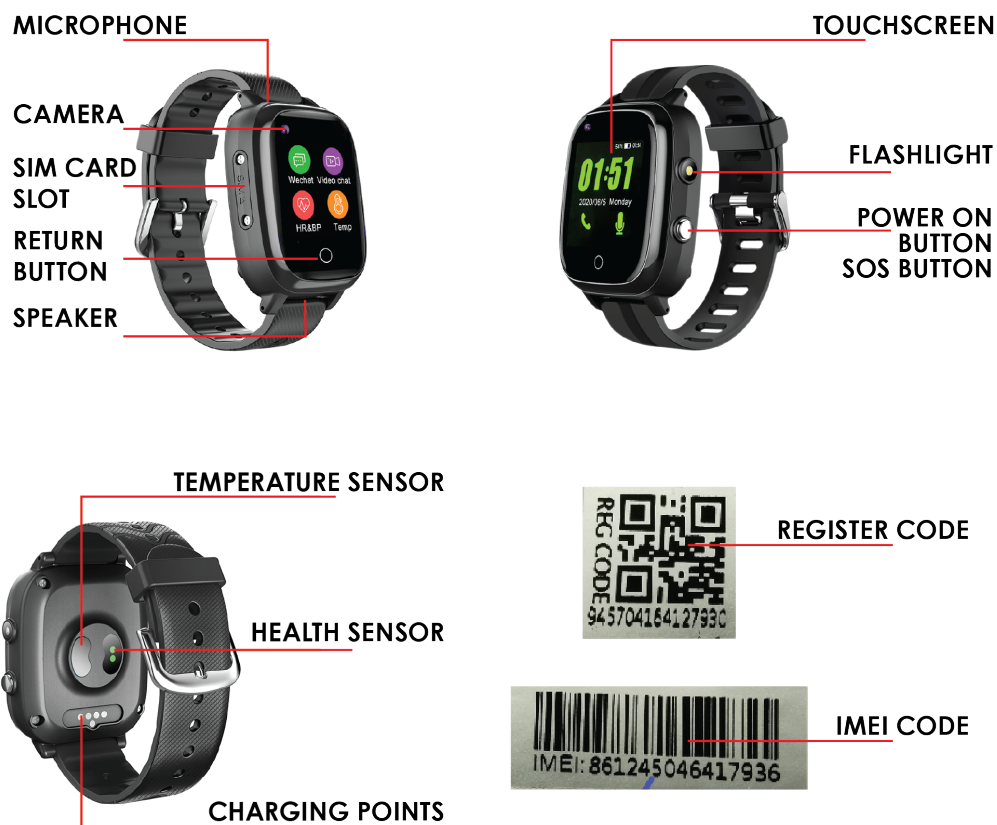 MICROPHONE
CAMERA
SIM CARD
SLOT
RETURN
BUTTON
SPEAKER
Wechat Video chat
HR&BP Temp
TOUCHSCREEN
01:51
2020/06/5 Monday
FLASHLIGHT
POWER ON
BUTTON
SOS BUTTON
TEMPERATURE SENSOR
HEALTH SENSOR
CHARGING POINTS
REG CODE
945704164127930
REGISTER CODE
IMEI: 861245046417936
IMEI CODE